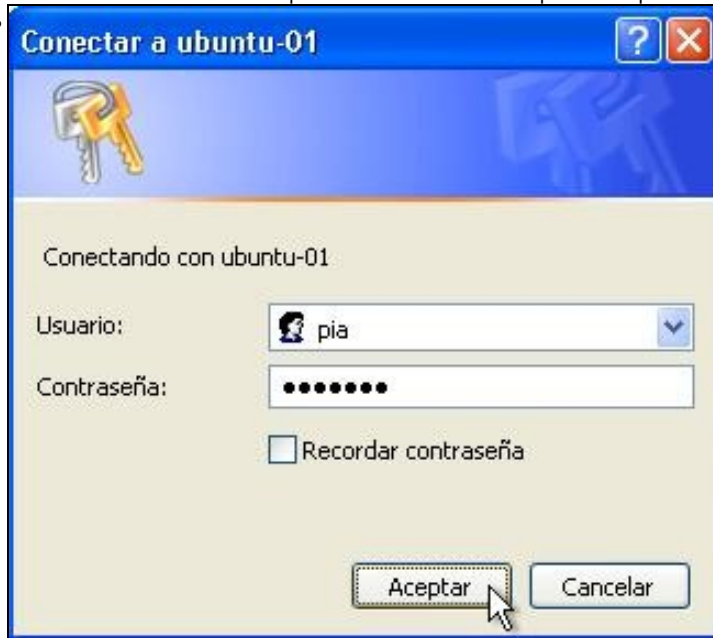 Conectar a ubuntu-01
Conectando con ubuntu-01
Usuario: pia
Contraseña: •••••••
Recordar contraseña
Aceptar Cancelar